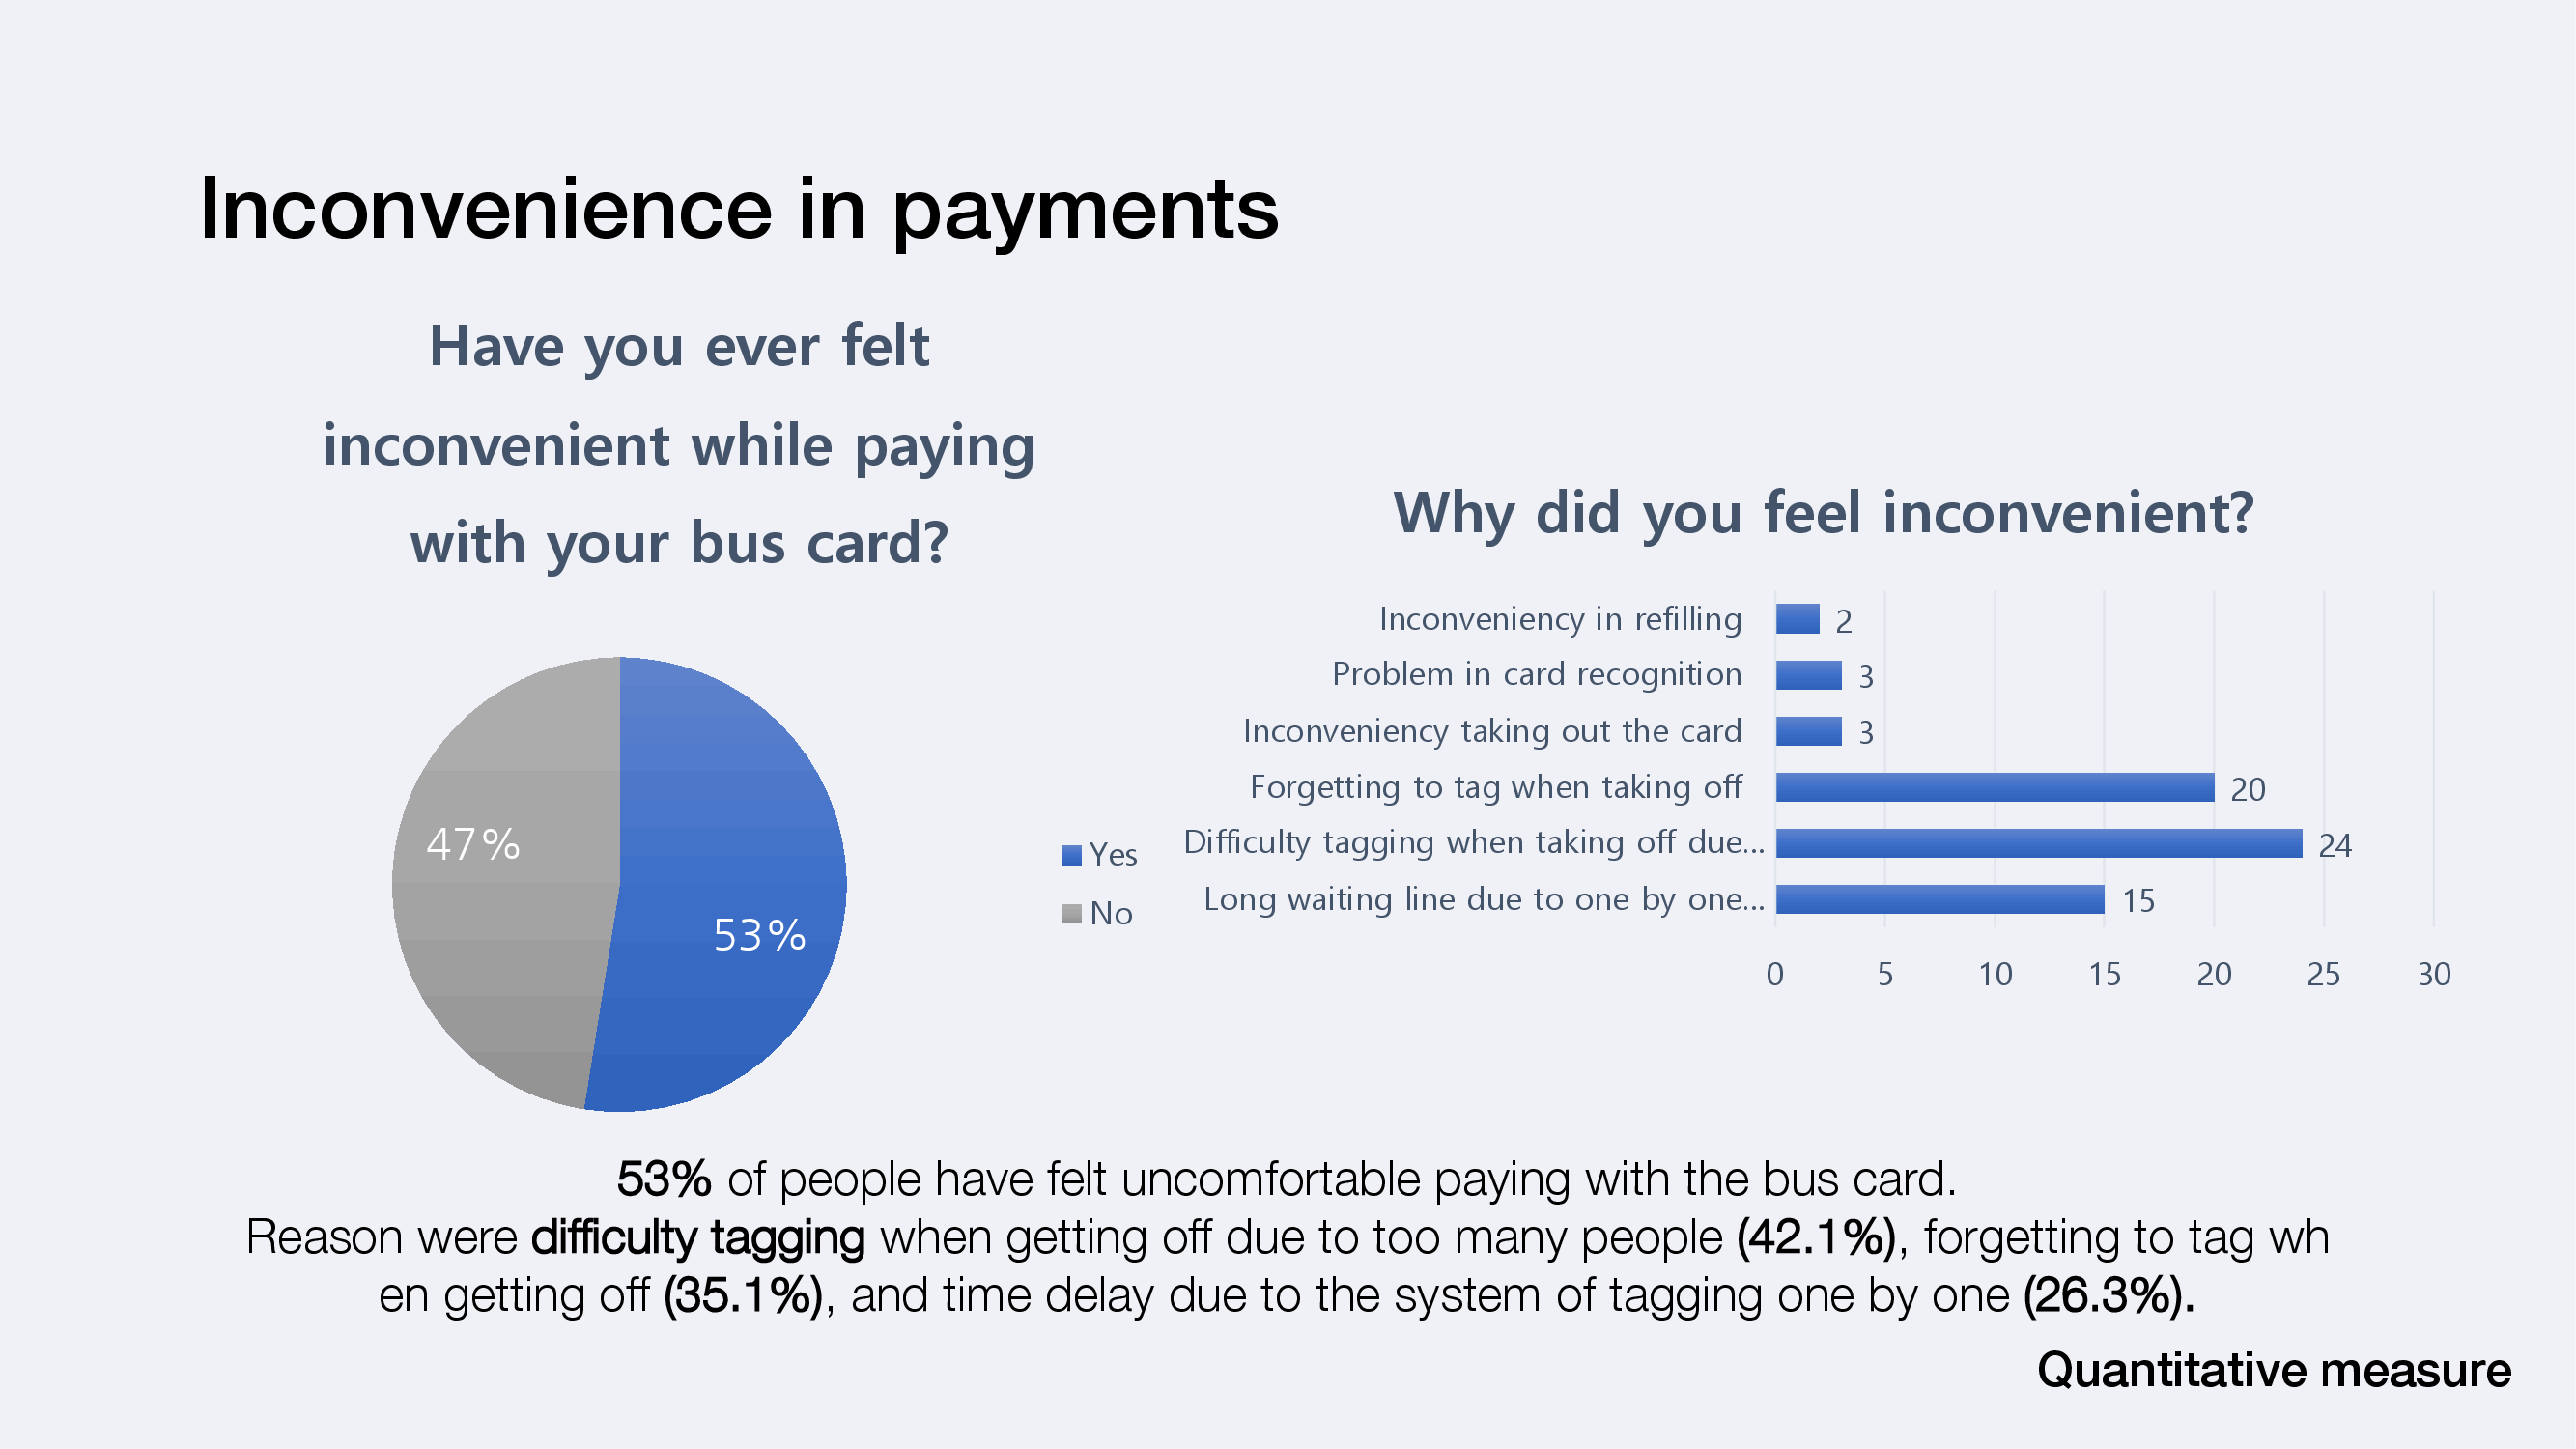 Inconvenience in payments
Have you ever felt
inconvenient while paying
with your bus card?
47%
53%
Yes
No
Why did you feel inconvenient?
Inconveniency in refilling
2
Problem in card recognition
3
Inconveniency taking out the card
3
Forgetting to tag when taking off
20
Difficulty tagging when taking off due...
24
Long waiting line due to one by one...
15
0 5 10 15 20 25 30
53% of people have felt uncomfortable paying with the bus card.
Reason were difficulty tagging when getting off due to too many people (42.1%), forgetting to tag wh
en getting off (35.1%), and time delay due to the system of tagging one by one (26.3%).
Quantitative measure